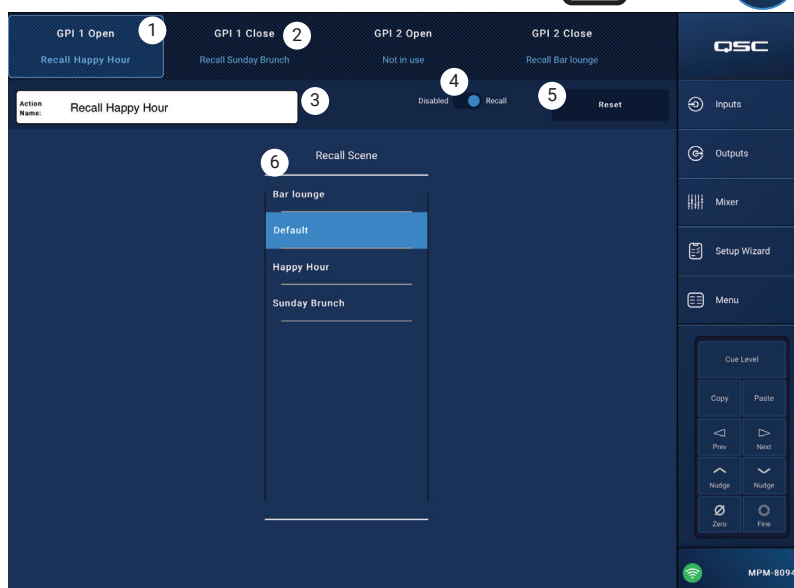 GPI 1 Open
1
GPI 1 Close
2
GPI 2 Open
GPI 2 Close
Recall Happy Hour
Recall Sunday Brunch
Not in use
Recall Bar lounge
QSC
Action Name:
Recall Happy Hour
3
4
Disabled
Recall
5
Reset
6
Recall Scene
Bar lounge
Default
Happy Hour
Sunday Brunch
Inputs
Outputs
Mixer
Setup Wizard
Menu
Cue Level
Copy
Paste
Prev
Next
Nudge
Nudge
Zero
Fine
MPM-8094